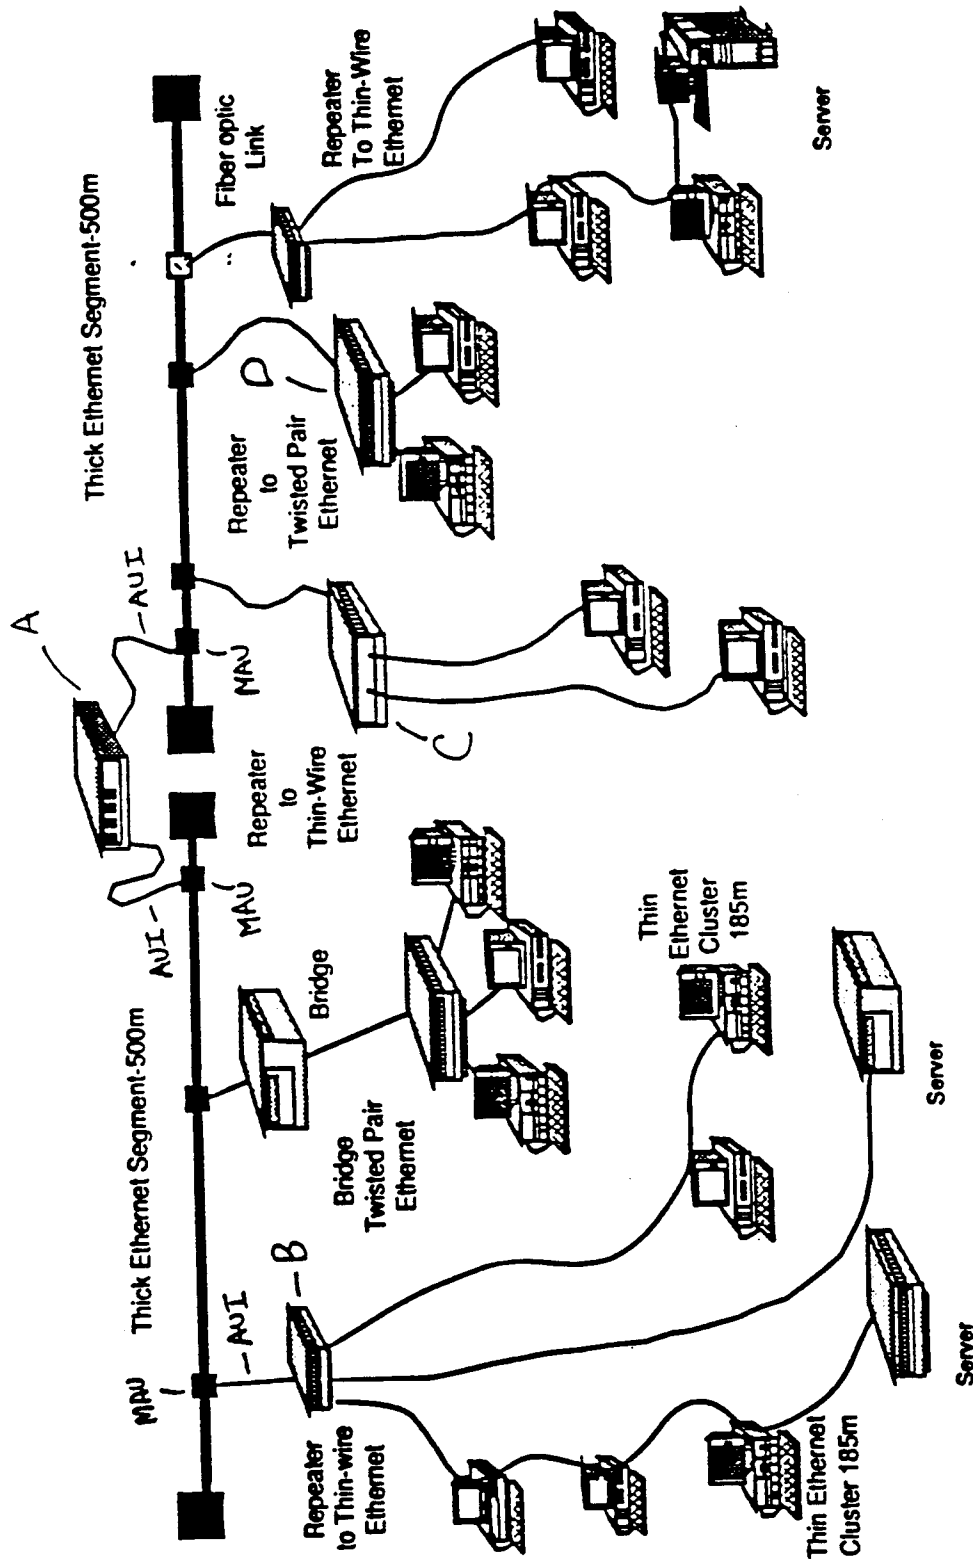 Thick Ethernet Segment-500m
Thick Ethernet Segment-500m
A
MAU
AUI
B
Repeater
to Thin-wire
Ethernet
Bridge
Bridge
Twisted Pair
Ethernet
AUI
MAU
MAU
AUI
Repeater
to
Thin-Wire
Ethernet
C
Repeater
to
Twisted Pair
Ethernet
D
Fiber optic
Link
Repeater
To Thin-Wire
Ethernet
Thin
Ethernet
Cluster
185m
Thin Ethernet
Cluster 185m
Server
Server
Server